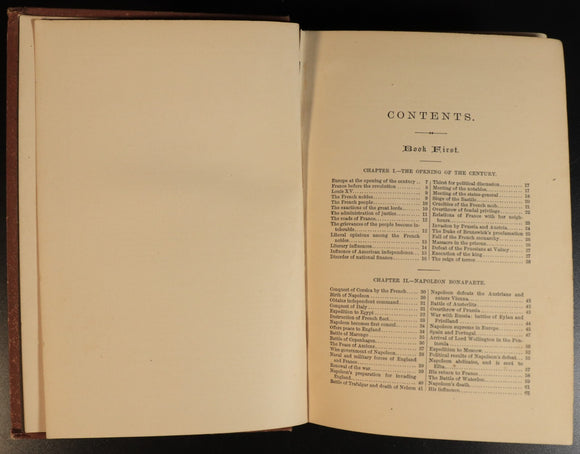 CONTENTS.
Book First.
CHAPTER I.—THE OPENING OF THE CENTURY.
Europe at the opening of the century .. 7
France before the revolution
Louis XV.
The French nobles
The French people
The exactions of the great lords
The administration of justice
The roads of France
The grievances of the people become intolerable
Liberal opinions among the French
nobles
Literary influences
Influence of American independence
Disorder of national finance
Thirst for political discussion
Meeting of the notables
Meeting of the states-general
Siege of the Bastile
Cruelties of the French mob
Overthrow of feudal privilege
Relations of France with her neighbours
Invasion by Prussia and Austria
The Duke of Brunswick's proclamation
Fall of the French monarchy
Massacre in the prisons
Defeat of the Prussians at Valmy
Execution of the king
The reign of terror
CHAPTER II.—NAPOLEON BONAPARTE.
Conquest of Corsica by the French
Birth of Napoleon
Obtains independent command
Conquest of Italy
Expedition to Egypt
Destruction of French fleet
Napoleon becomes first consul
Offers peace to England
Battle of Marengo
Battle of Copenhagen
The Peace of Amiens
Wise government of Napoleon
Naval and military forces of England
and France
Renewal of the war
Napoleon's preparation for invading
England
Battle of Trafalgar and death of Nelson 41
Napoleon defeats the Austrians and
enters Vienna
Battle of Austerlitz
Overthrow of Prussia
War with Russia: battles of Eylau and
Friedland
Napoleon supreme in Europe
Spain and Portugal
Arrival of Lord Wellington in the Peninsula
Expedition to Moscow
Political results of Napoleon's defeat
Napoleon abdicates, and is sent to
Elba
His return to France
The Battle of Waterloo
Napoleon's death
His influence